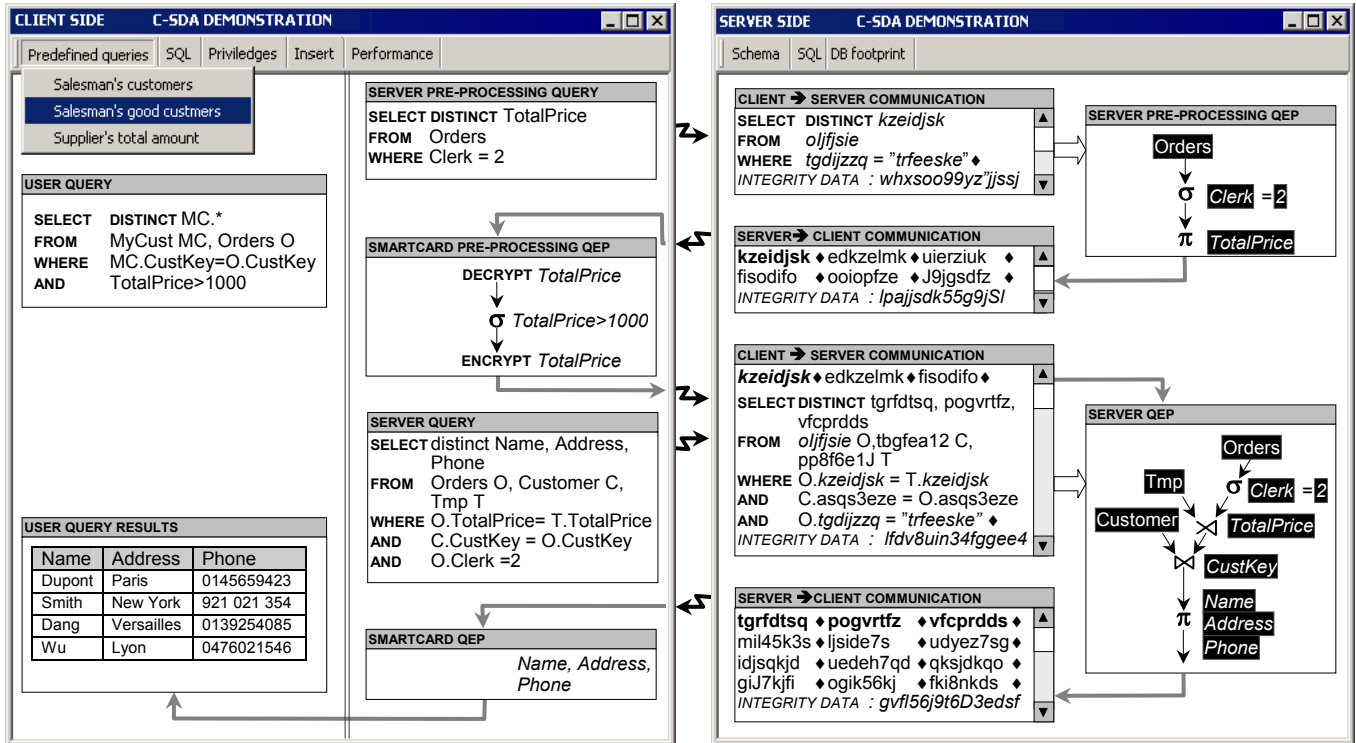 CLIENT SIDE C-SDA DEMONSTRATION
Predefined queries SQL Priviledges Insert Performance
Salesman's customers
Salesman's good custmers
Supplier's total amount
USER QUERY
SELECT DISTINCT MC.*
FROM MyCust MC, Orders O
WHERE MC.CustKey=O.CustKey
AND TotalPrice>1000
USER QUERY RESULTS
Name Address Phone
Dupont Paris 0145659423
Smith New York 921 021 354
Dang Versailles 0139254085
Wu Lyon 0476021546
SERVER PRE-PROCESSING QUERY
SELECT DISTINCT TotalPrice
FROM Orders
WHERE Clerk = 2
SMARTCARD PRE-PROCESSING QEP
DECRYPT TotalPrice
σ TotalPrice>1000
ENCRYPT TotalPrice
SERVER QUERY
SELECT distinct Name, Address,
Phone
FROM Orders O, Customer C,
Tmp T
WHERE O.TotalPrice= T.TotalPrice
AND C.CustKey = O.CustKey
AND O.Clerk =2
SMARTCARD QEP
Name, Address,
Phone
SERVER SIDE C-SDA DEMONSTRATION
Schema SQL DB footprint
CLIENT ➔ SERVER COMMUNICATION
SELECT DISTINCT kzeidjsk
FROM oljfjsie
WHERE tgdijzzq = "trfeeske" ♦
INTEGRITY DATA : whxsoo99yz"jjssj
SERVER➔ CLIENT COMMUNICATION
kzeidjsk ♦ edkzelmk ♦ uierziuk ♦
fisodifo ♦ ooiopfze ♦ J9jgsdfz ♦
INTEGRITY DATA : lpajjsdk55g9jSl
CLIENT ➔ SERVER COMMUNICATION
kzeidjsk ♦ edkzelmk ♦ fisodifo ♦
SELECT DISTINCT tgrfdtsq, pogvrtfz,
vfcprdds
FROM oljfjsie O,tbgfea12 C,
pp8f6e1J T
WHERE O.kzeidjsk = T.kzeidjsk
AND C.asqs3eze = O.asqs3eze
AND O.tgdijzzq = "trfeeske" ♦
INTEGRITY DATA : lfdv8uin34fggee4
SERVER ➔CLIENT COMMUNICATION
tgrfdtsq ♦ pogvrtfz ♦ vfcprdds ♦
mil45k3s ♦ ljside7s ♦ udyez7sg ♦
idjsqkjd ♦ uedeh7qd ♦ qksjdkqo ♦
giJ7kjfi ♦ ogik56kj ♦ fki8nkds ♦
INTEGRITY DATA : gvfl56j9t6D3edsf
SERVER PRE-PROCESSING QEP
Orders
σ Clerk =2
π TotalPrice
SERVER QEP
Orders
Tmp σ Clerk =2
Customer ⋈ TotalPrice
⋈ CustKey
Name
π Address
Phone